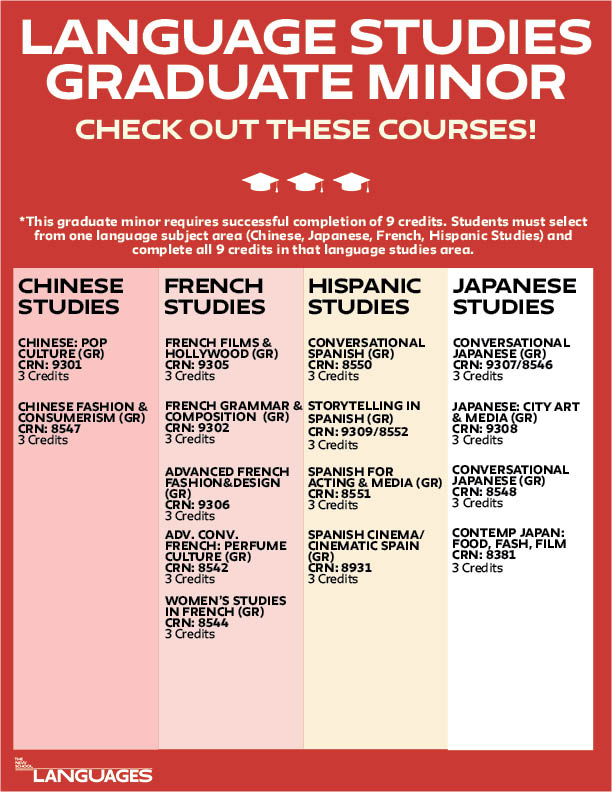 LANGUAGE STUDIES
GRADUATE MINOR
CHECK OUT THESE COURSES!
*This graduate minor requires successful completion of 9 credits. Students must select
from one language subject area (Chinese, Japanese, French, Hispanic Studies) and
complete all 9 credits in that language studies area.
CHINESE
STUDIES
CHINESE: POP
CULTURE (GR)
CRN: 9301
3 Credits
CHINESE FASHION &
CONSUMERISM (GR)
CRN: 8547
3 Credits
FRENCH
STUDIES
FRENCH FILMS &
HOLLYWOOD (GR)
CRN: 9305
3 Credits
FRENCH GRAMMAR &
COMPOSITION (GR)
CRN: 9302
3 Credits
ADVANCED FRENCH
FASHION&DESIGN
(GR)
CRN: 9306
3 Credits
ADV. CONV.
FRENCH: PERFUME
CULTURE (GR)
CRN: 8542
3 Credits
WOMEN'S STUDIES
IN FRENCH (GR)
CRN: 8544
3 Credits
HISPANIC
STUDIES
CONVERSATIONAL
SPANISH (GR)
CRN: 8550
3 Credits
STORYTELLING IN
SPANISH (GR)
CRN: 9309/8552
3 Credits
SPANISH FOR
ACTING & MEDIA (GR)
CRN: 8551
3 Credits
SPANISH CINEMA/
CINEMATIC SPAIN
(GR)
CRN: 8931
3 Credits
JAPANESE
STUDIES
CONVERSATIONAL
JAPANESE (GR)
CRN: 9307/8546
3 Credits
JAPANESE: CITY ART
& MEDIA (GR)
CRN: 9308
3 Credits
CONVERSATIONAL
JAPANESE (GR)
CRN: 8548
3 Credits
CONTEMP JAPAN:
FOOD, FASH, FILM
CRN: 8381
3 Credits
THE
NEW
SCHOOL
LANGUAGES